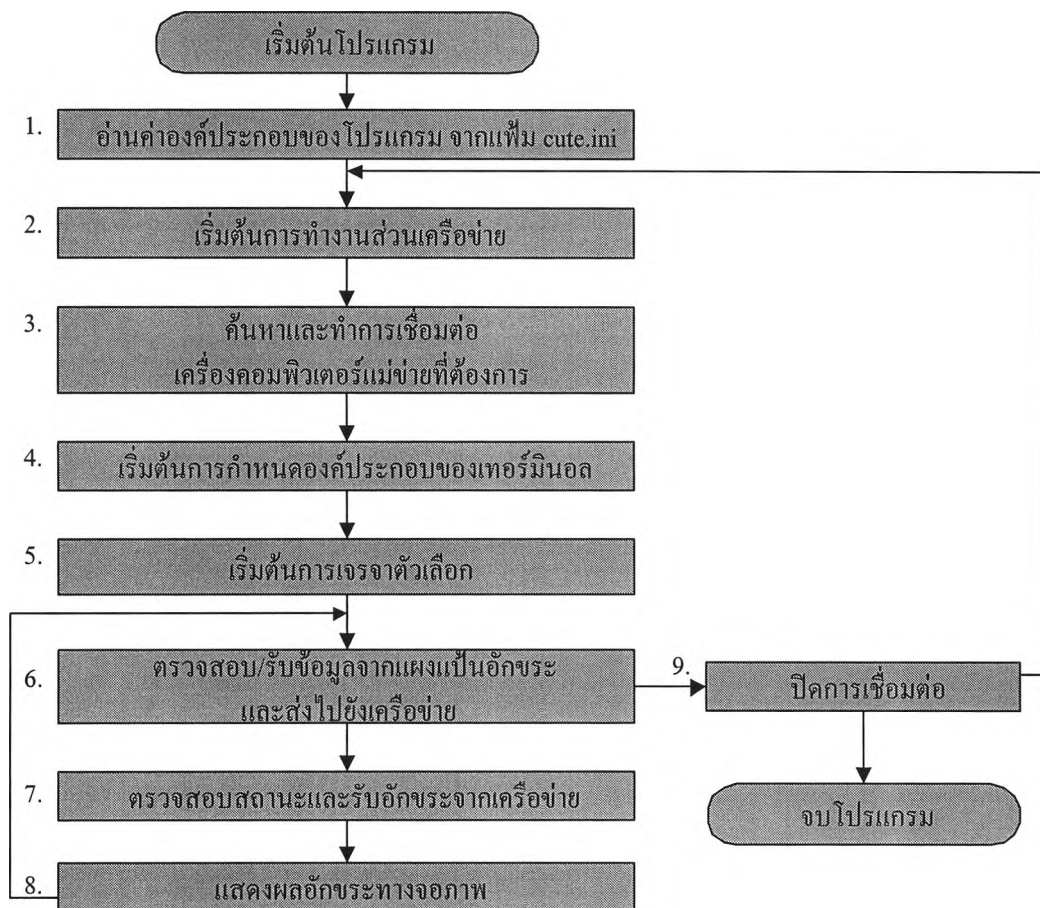 เริ่มต้นโปรแกรม
1. อ่านค่าองค์ประกอบของโปรแกรม จากแฟ้ม cute.ini
2. เริ่มต้นการทำงานส่วนเครือข่าย
3. ค้นหาและทำการเชื่อมต่อ
เครื่องคอมพิวเตอร์แม่ข่ายที่ต้องการ
4. เริ่มต้นการกำหนดองค์ประกอบของเทอร์มินอล
5. เริ่มต้นการเจรจาตัวเลือก
6. ตรวจสอบ/รับข้อมูลจากแผงแป้นอักขระ
และส่งไปยังเครือข่าย
9. ปิดการเชื่อมต่อ
7. ตรวจสอบสถานะและรับอักขระจากเครือข่าย
จบโปรแกรม
8. แสดงผลอักขระทางจอภาพ